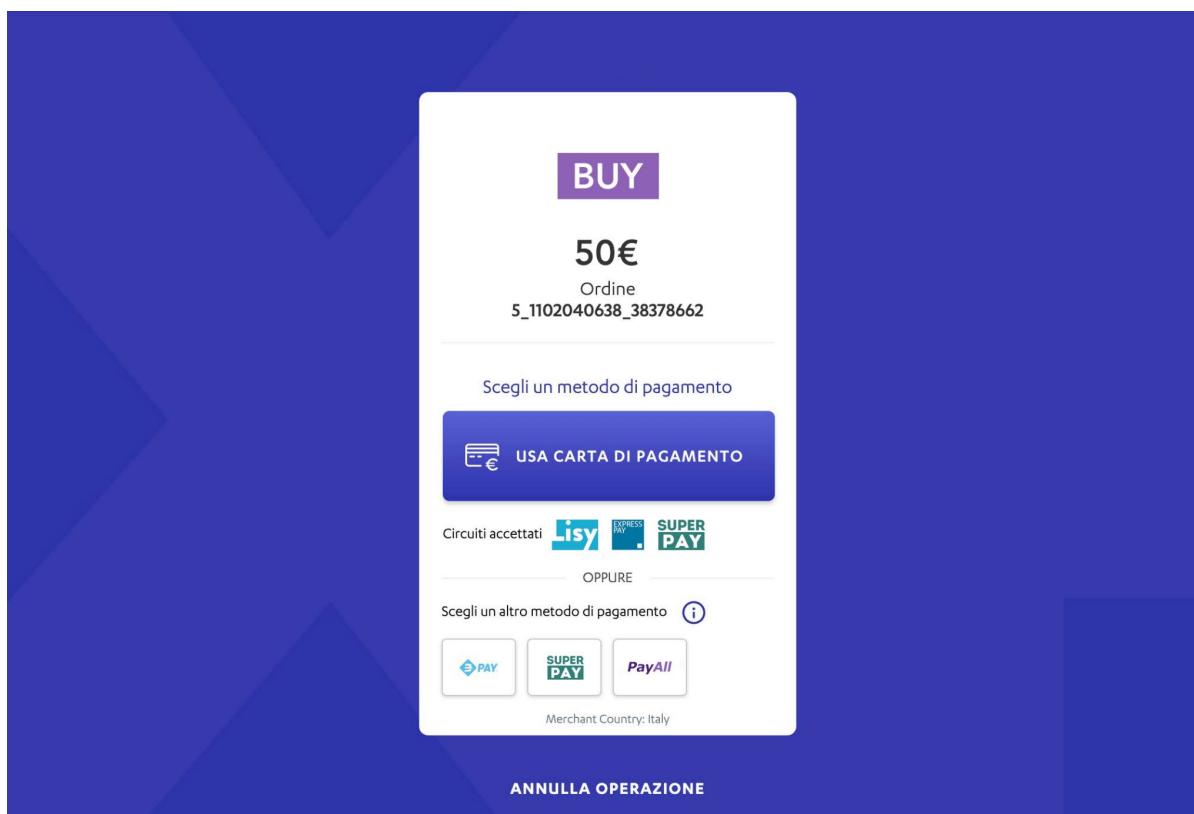 BUY
50€
Ordine
5_1102040638_38378662
Scegli un metodo di pagamento
USA CARTA DI PAGAMENTO
Circuiti accettati Lisy EXPRESS PAY SUPER PAY
OPPURE
Scegli un altro metodo di pagamento i
PAY SUPER PAY PayAll
Merchant Country: Italy
ANNULLA OPERAZIONE